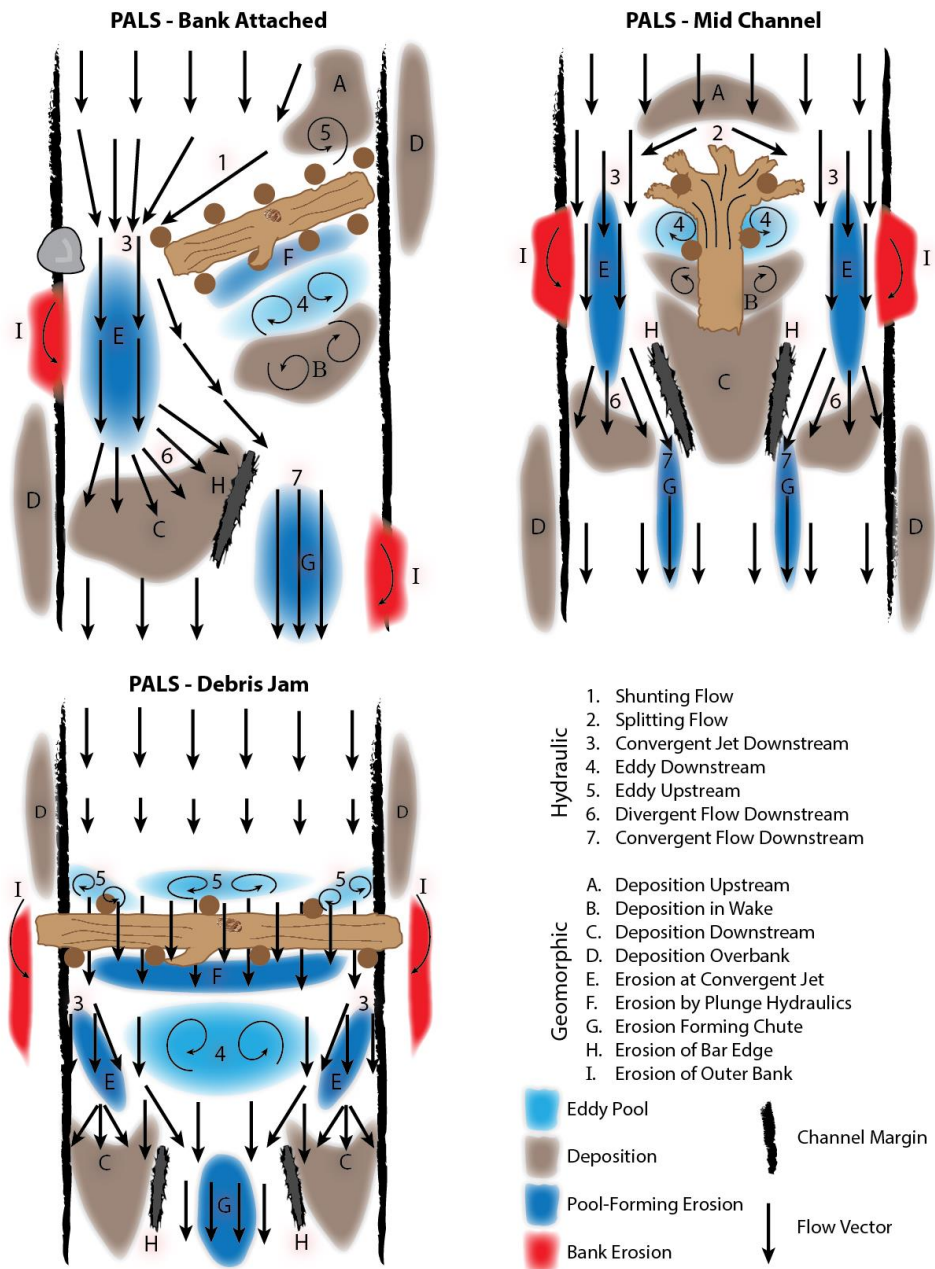 PALS - Bank Attached
A
5
D
1
3
F
4
I
E
B
6
H
7
D
C
G
I
PALS - Mid Channel
A
2
3
3
4
4
I
E
E
I
B
H
H
C
6
6
7
7
G
G
D
D
PALS - Debris Jam
D
D
I
5
5
5
I
F
3
3
4
E
E
C
C
G
H
H
Hydraulic
1. Shunting Flow
2. Splitting Flow
3. Convergent Jet Downstream
4. Eddy Downstream
5. Eddy Upstream
6. Divergent Flow Downstream
7. Convergent Flow Downstream
Geomorphic
A. Deposition Upstream
B. Deposition in Wake
C. Deposition Downstream
D. Deposition Overbank
E. Erosion at Convergent Jet
F. Erosion by Plunge Hydraulics
G. Erosion Forming Chute
H. Erosion of Bar Edge
I. Erosion of Outer Bank
Eddy Pool
Deposition
Pool-Forming Erosion
Bank Erosion
Channel Margin
Flow Vector